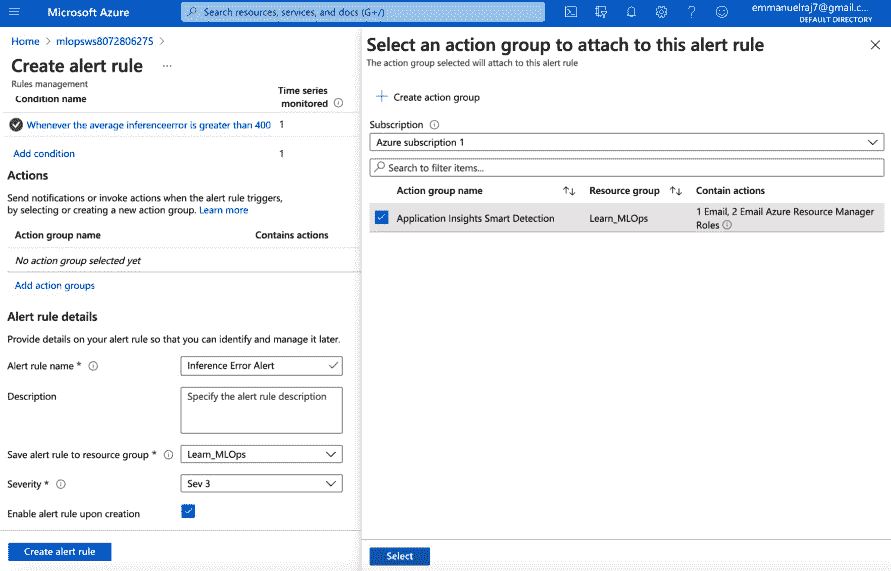 Microsoft Azure
Search resources, services, and docs (G+/)
emmanuelraj7@gmail.c...
DEFAULT DIRECTORY
Home > mlopsws8072806275 >
Create alert rule ...
Rules management
Condition name
Time series
monitored
Whenever the average inferenceerror is greater than 400 1
Add condition 1
Actions
Send notifications or invoke actions when the alert rule triggers,
by selecting or creating a new action group. Learn more
Action group name Contains actions
No action group selected yet
Add action groups
Alert rule details
Provide details on your alert rule so that you can identify and manage it later.
Alert rule name * Inference Error Alert
Description Specify the alert rule description
Save alert rule to resource group * Learn_MLOps
Severity * Sev 3
Enable alert rule upon creation
Create alert rule
Select an action group to attach to this alert rule
The action group selected will attach to this alert rule
+ Create action group
Subscription
Azure subscription 1
Search to filter items...
Action group name ↑↓ Resource group ↑↓ Contain actions
Application Insights Smart Detection Learn_MLOps 1 Email, 2 Email Azure Resource Manager
Roles
Select